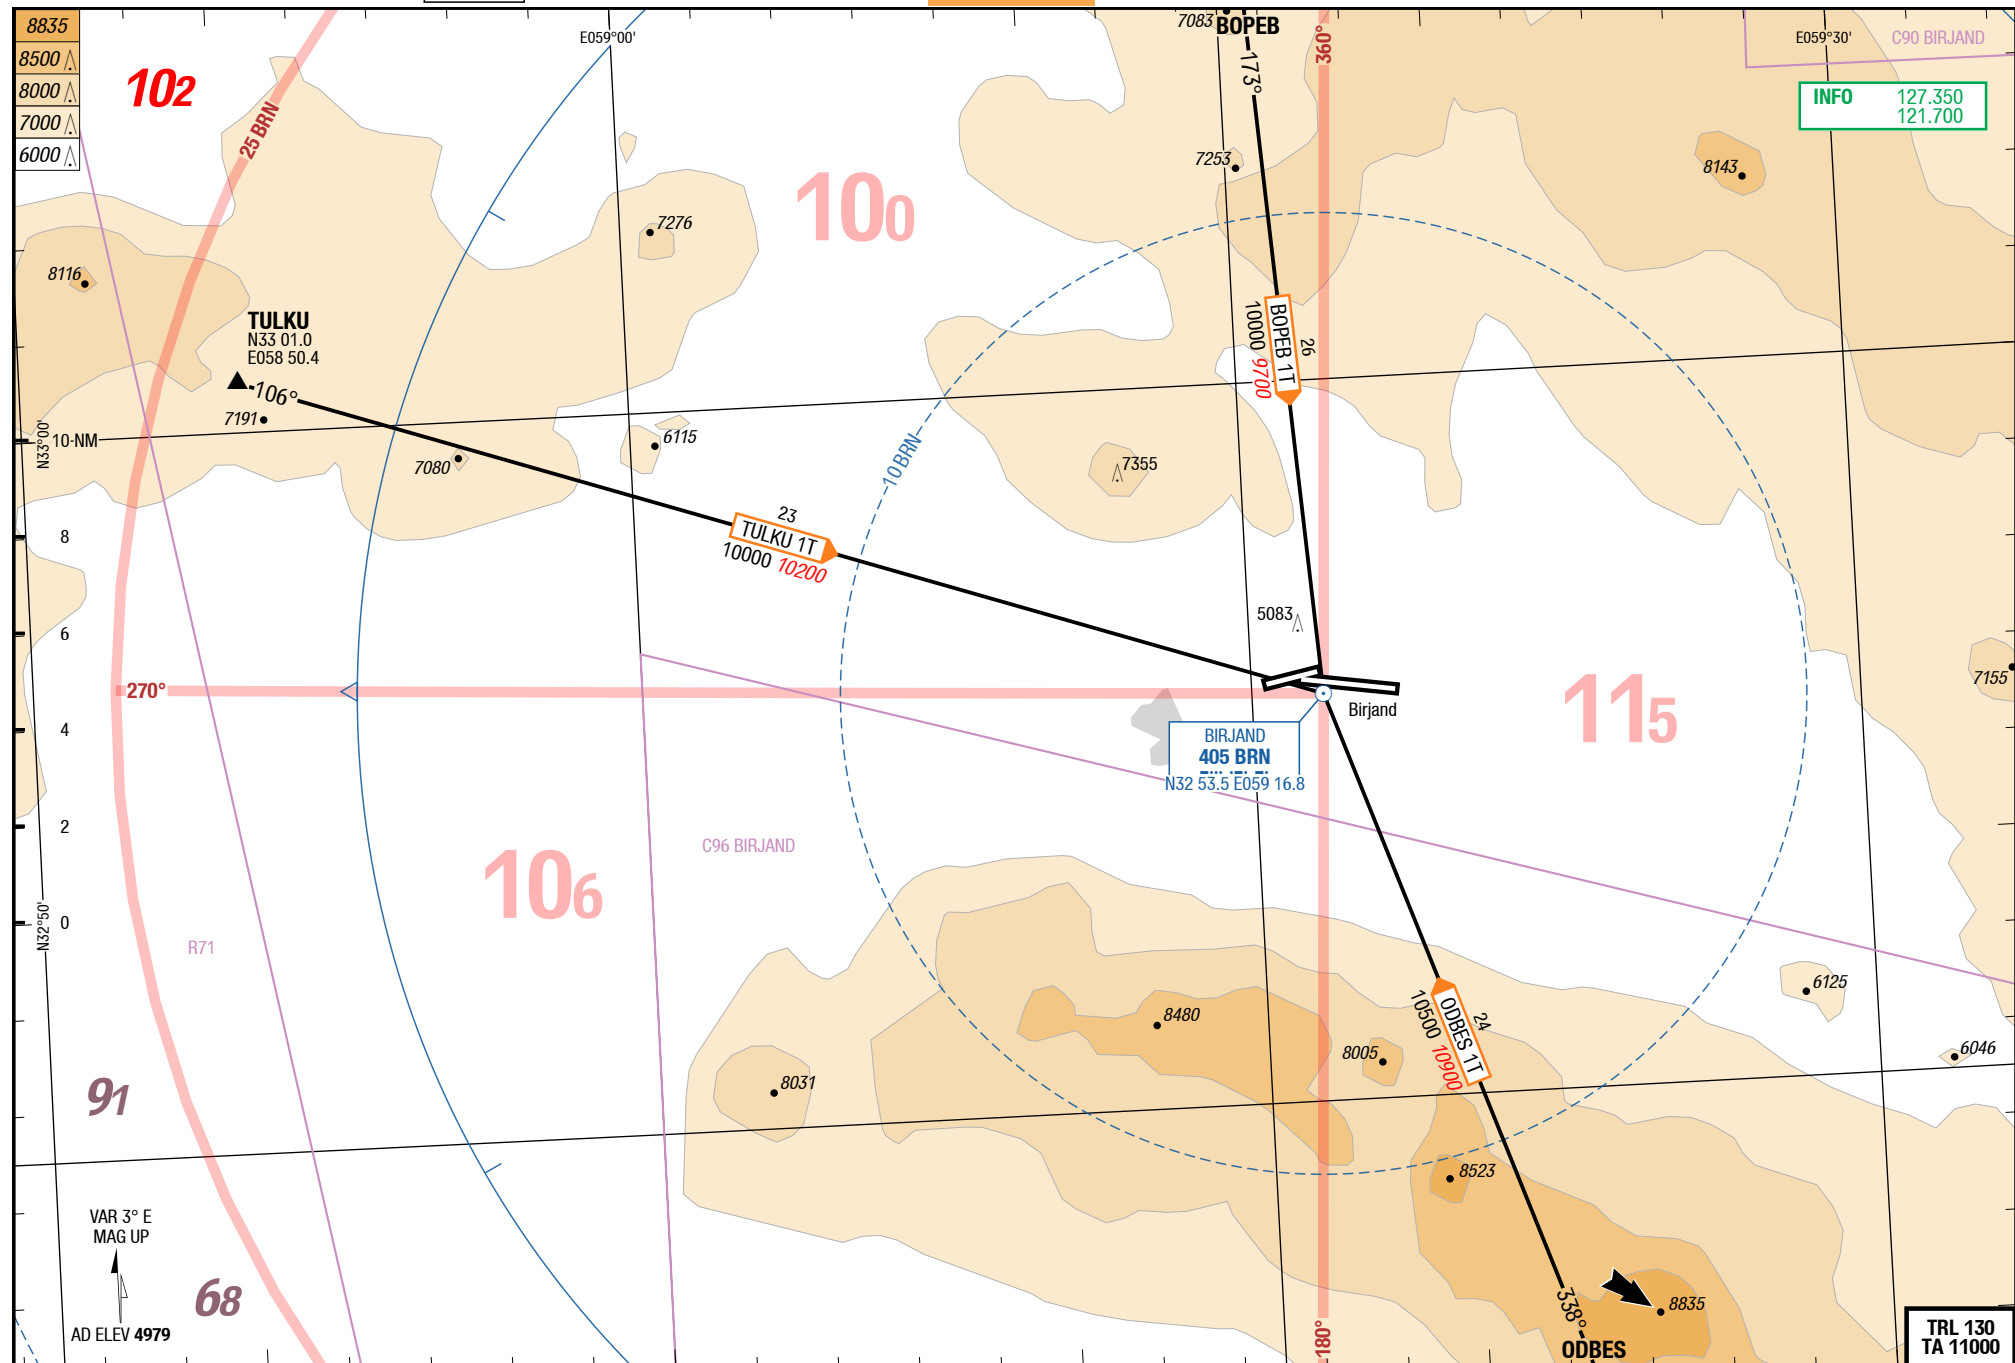 8835
8500
8000
7000
6000
102
25 BRN
E059°00'
7083
BOPEB
173°
360°
E059°30'
C90 BIRJAND
INFO 127.350
121.700
7253
8143
7276
100
8116
TULKU
N33 01.0
E058 50.4
106°
7191
BOPEB 1T
26
10000 9700
N33°00'
10 NM
7080
6115
10 BRN
7355
23
TULKU 1T
10000 10200
8
6
5083
7155
270°
Birjand
115
4
BIRJAND
405 BRN
N32 53.5 E059 16.8
2
C96 BIRJAND
106
N32°50'
0
R71
6125
8480
ODBES 1T
24
10500 10900
8005
6046
8031
91
8523
VAR 3° E
MAG UP
68
AD ELEV 4979
338°
8835
180°
ODBES
TRL 130
TA 11000